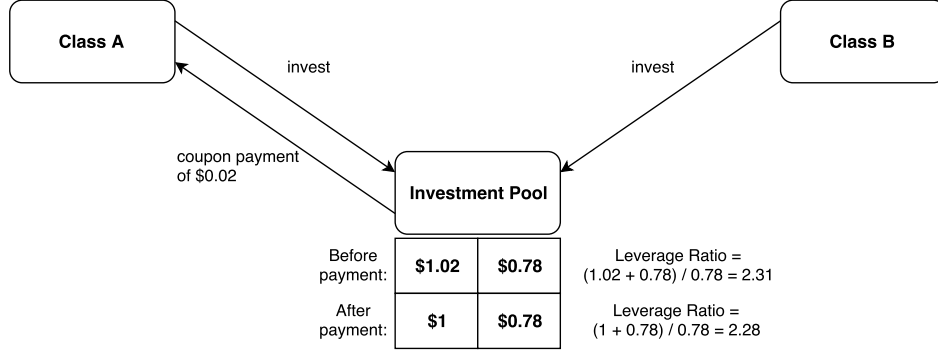 Class A
Class B
invest
invest
coupon payment
of $0.02
Investment Pool
Before
payment:
$1.02
$0.78
Leverage Ratio =
(1.02 + 0.78) / 0.78 = 2.31
After
payment:
$1
$0.78
Leverage Ratio =
(1 + 0.78) / 0.78 = 2.28